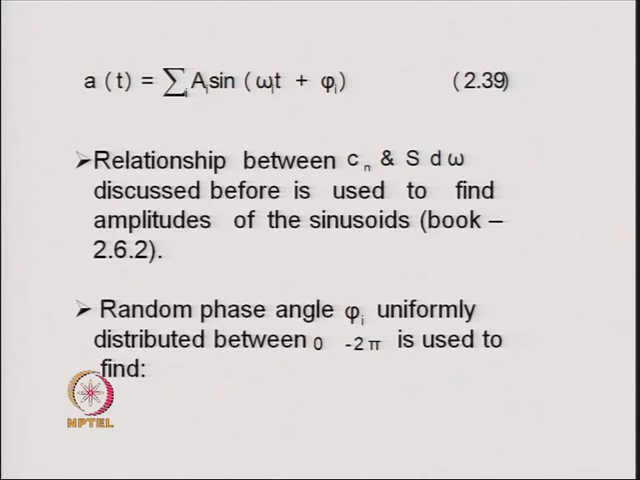 a (t) = ∑ᵢ Aᵢ sin (ωᵢt + φᵢ) (2.39)
➢Relationship between cₙ & S dω
discussed before is used to find
amplitudes of the sinusoids (book –
2.6.2).
➢ Random phase angle φᵢ uniformly
distributed between 0 -2π is used to
find:
NPTEL